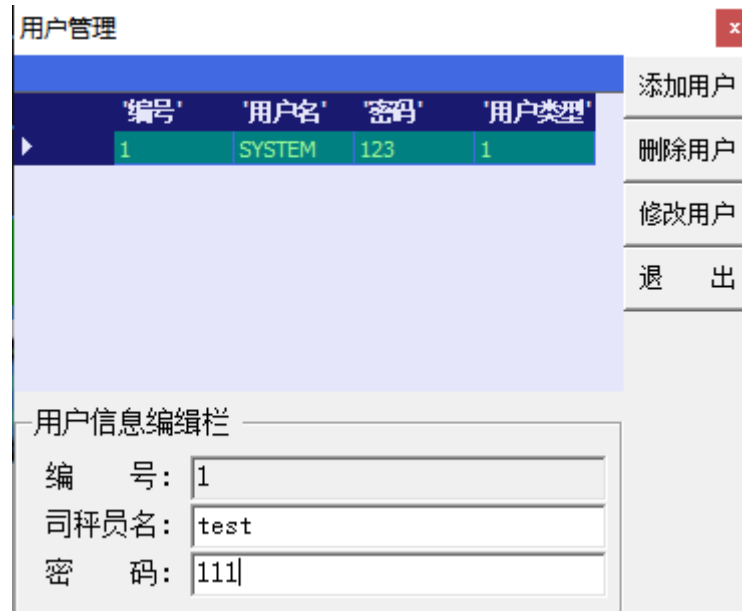 用户管理
x
添加用户
'编号' '用户名' '密码' '用户类型'
1 SYSTEM 123 1
删除用户
修改用户
退 出
用户信息编缉栏
编 号: 1
司秤员名: test
密 码: 111